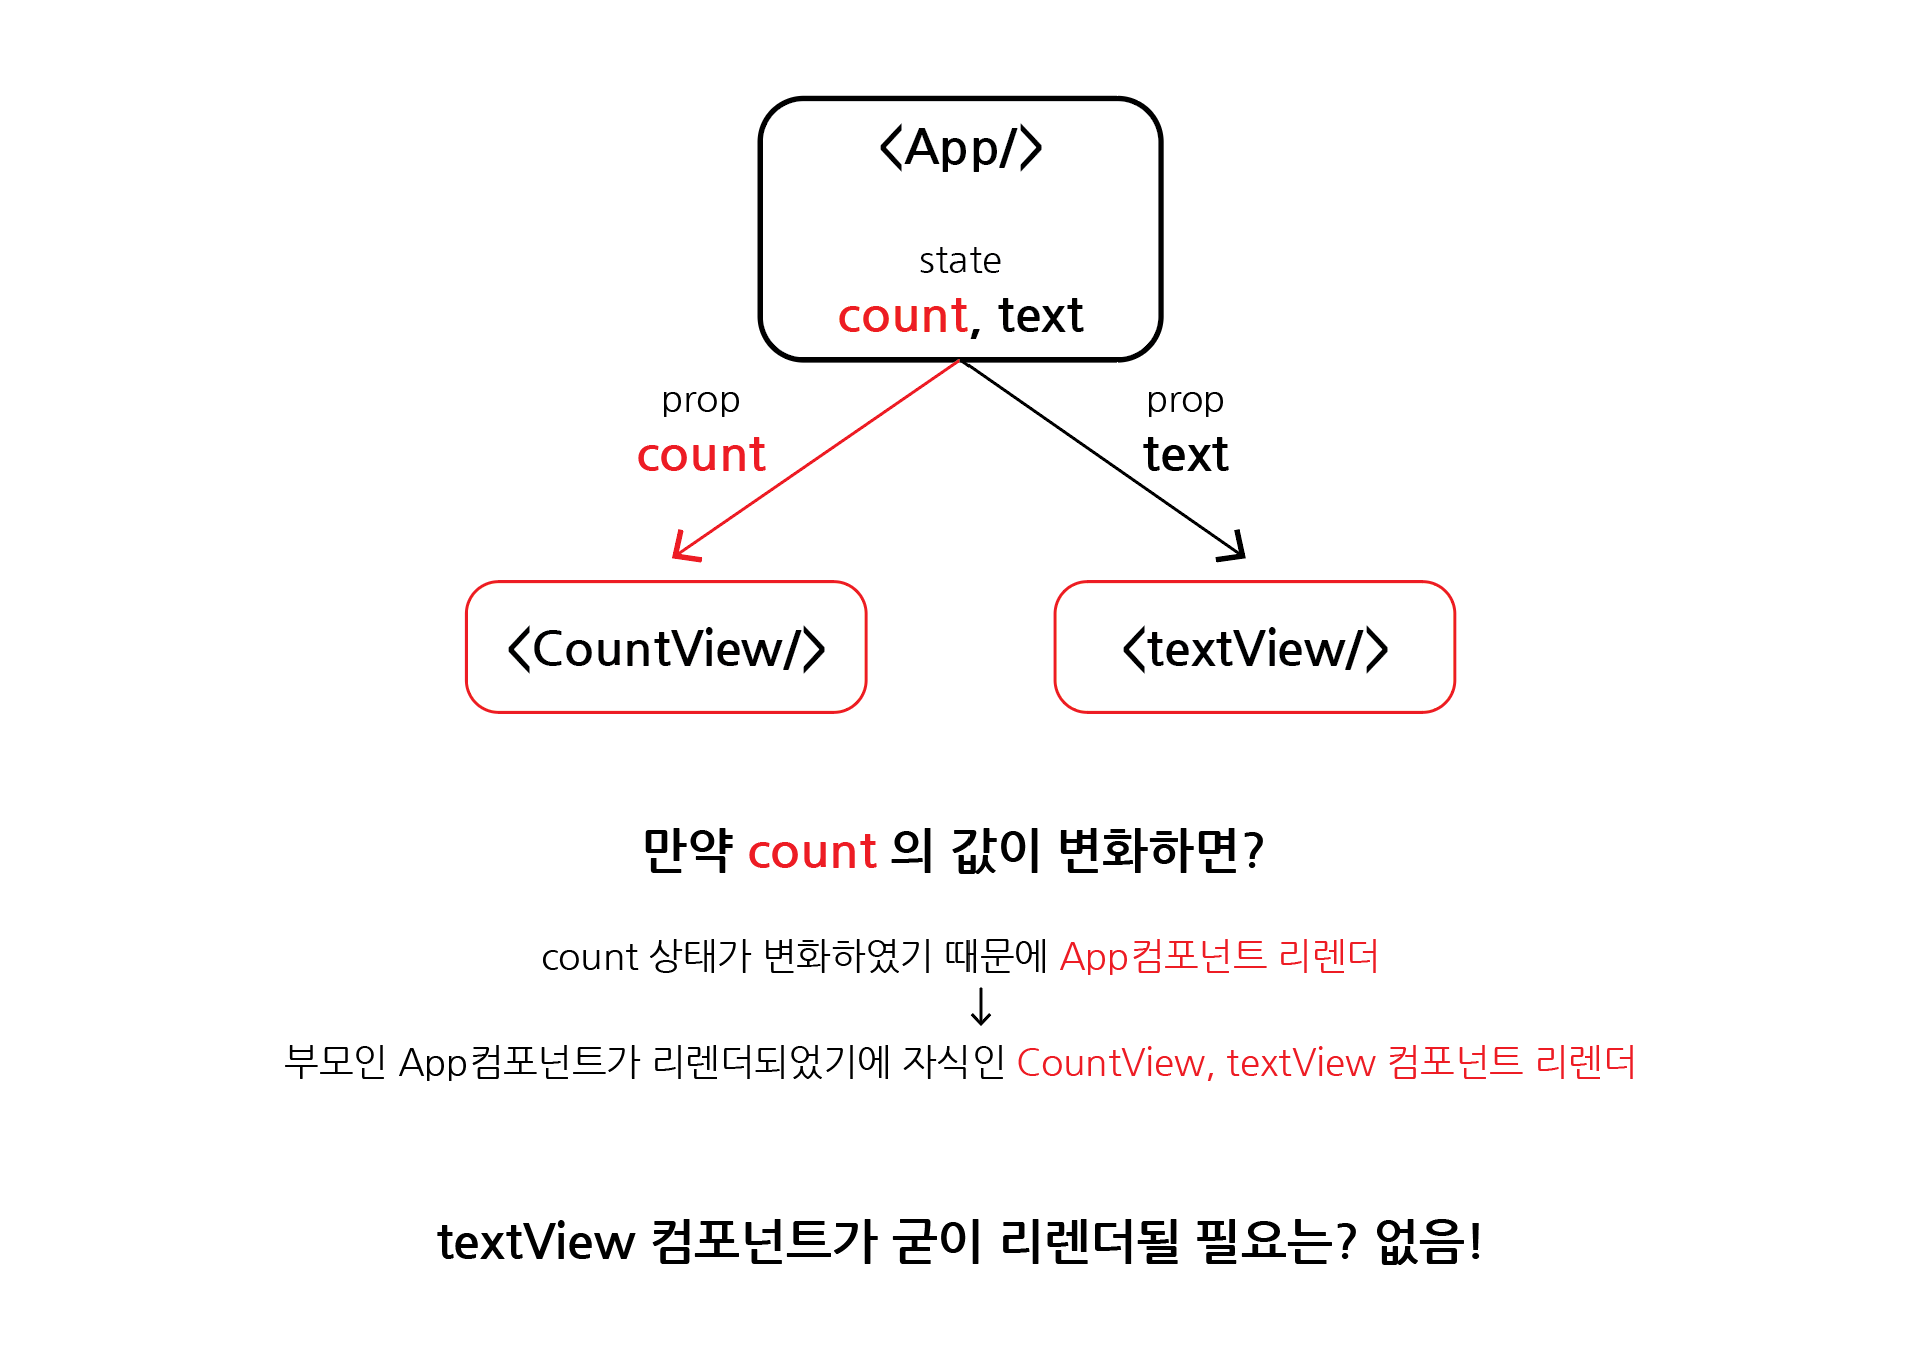 <App/>
state
count, text
prop
prop
count
text
<CountView/>
<textView/>
만약 count 의 값이 변화하면?
count 상태가 변화하였기 때문에 App컴포넌트 리렌더
↓
부모인 App컴포넌트가 리렌더되었기에 자식인 CountView, textView 컴포넌트 리렌더
textView 컴포넌트가 굳이 리렌더될 필요는? 없음!